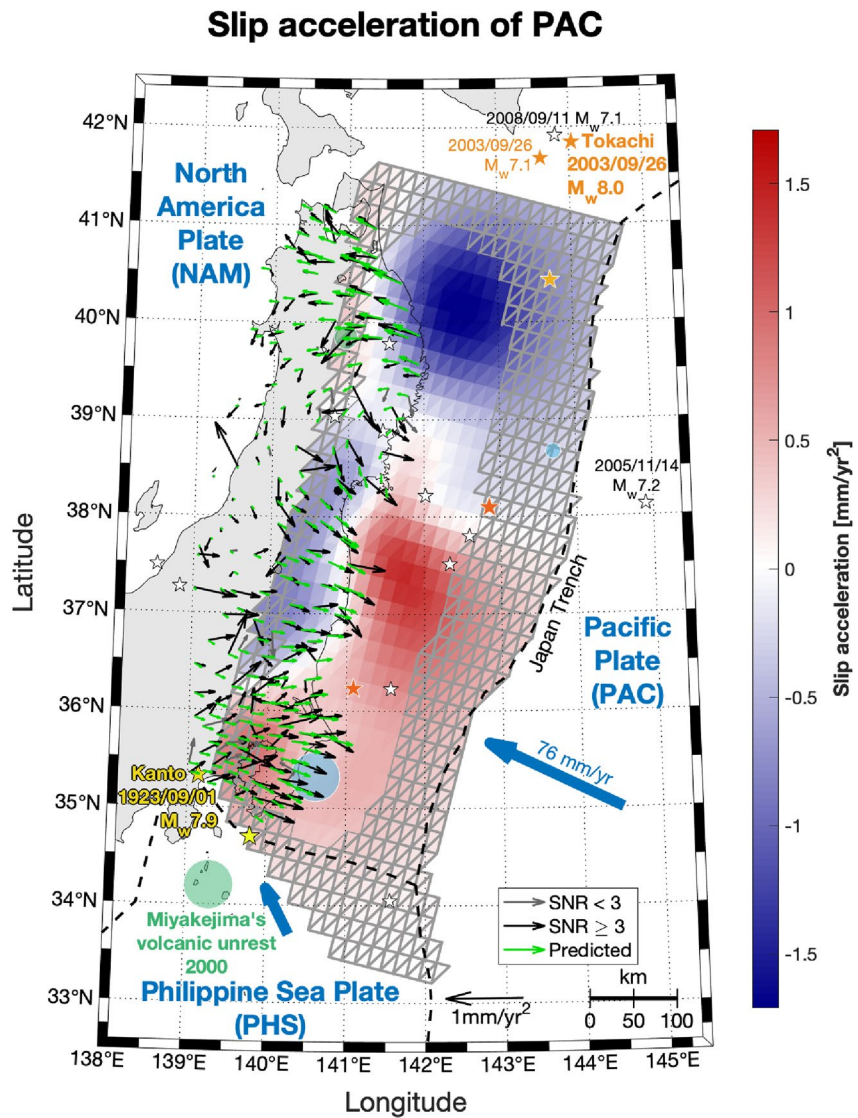 Slip acceleration of PAC
42°N
41°N
40°N
39°N
38°N
37°N
36°N
35°N
34°N
33°N
Latitude
138°E
139°E
140°E
141°E
142°E
143°E
144°E
145°E
Longitude
North
America
Plate
(NAM)
2008/09/11 Mw7.1
2003/09/26
Mw7.1
Tokachi
2003/09/26
Mw8.0
2005/11/14
Mw7.2
Japan Trench
Pacific
Plate
(PAC)
76 mm/yr
Kanto
1923/09/01
Mw7.9
Miyakejima's
volcanic unrest
2000
Philippine Sea Plate
(PHS)
SNR < 3
SNR ≥ 3
Predicted
1mm/yr²
km
0 50 100
1.5
1
0.5
0
-0.5
-1
-1.5
Slip acceleration [mm/yr²]